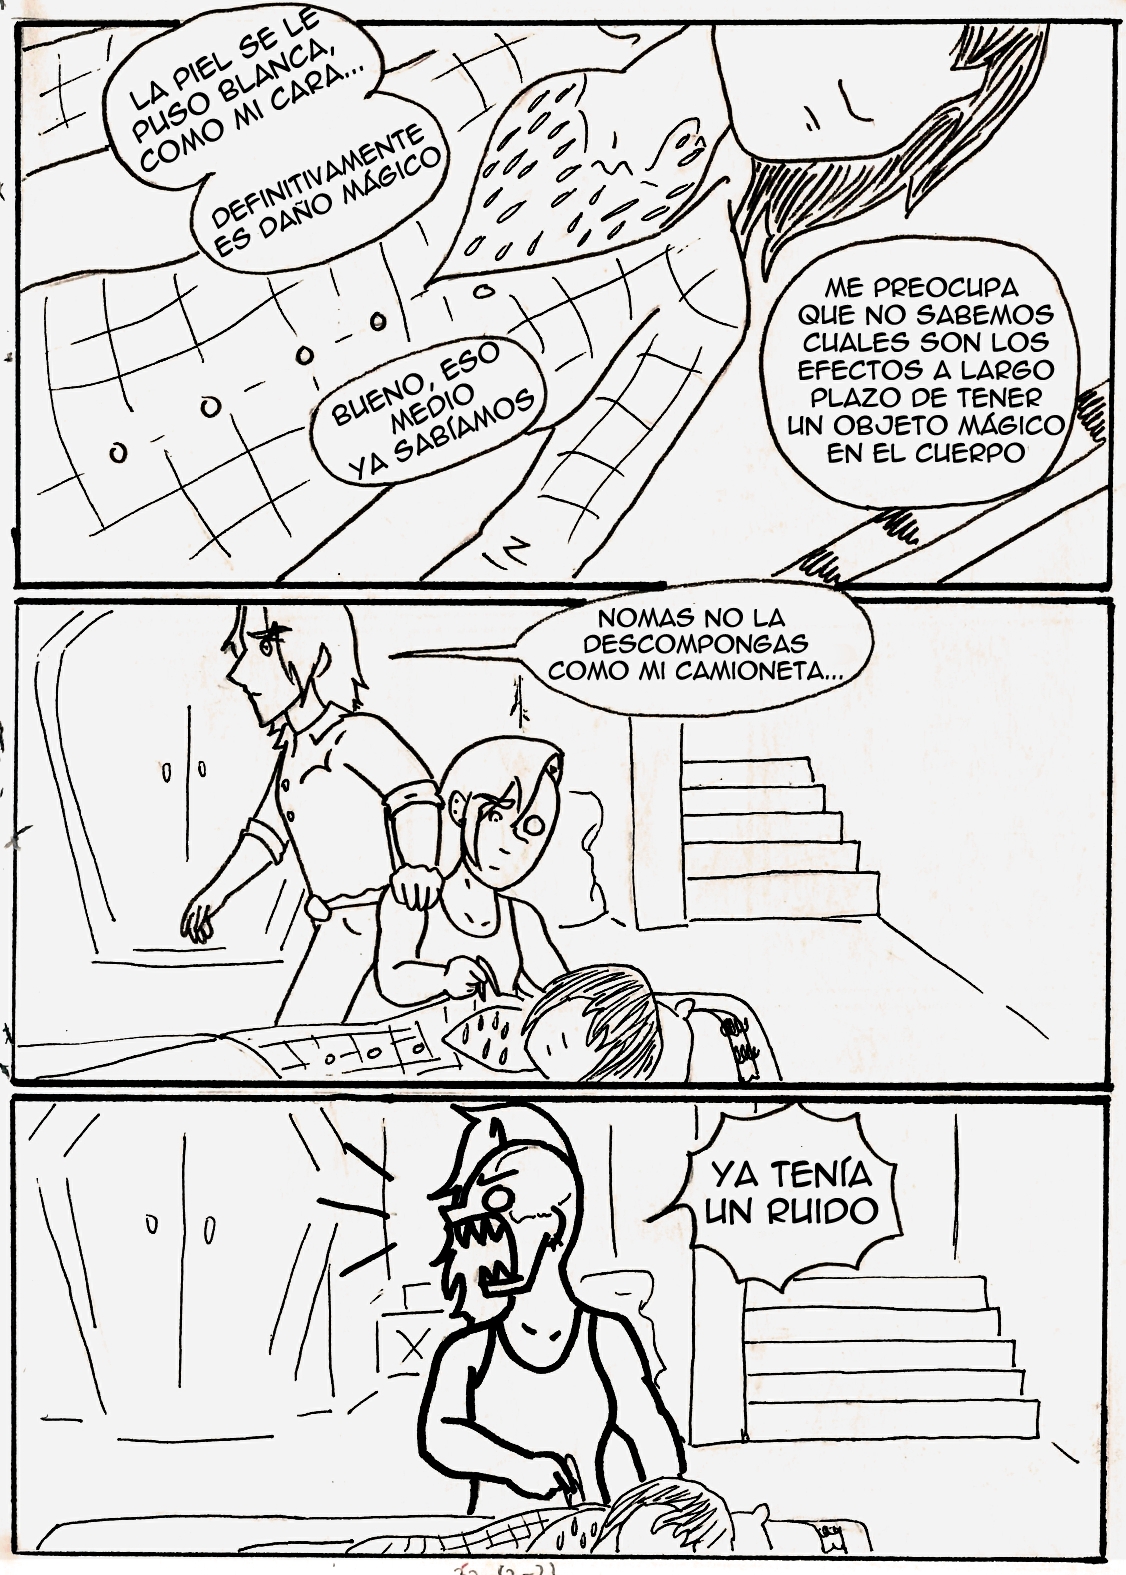 LA PIEL SE LE
PUSO BLANCA,
COMO MI CARA...
DEFINITIVAMENTE
ES DAÑO MÁGICO
BUENO, ESO
MEDIO
YA SABÍAMOS
ME PREOCUPA
QUE NO SABEMOS
CUALES SON LOS
EFECTOS A LARGO
PLAZO DE TENER
UN OBJETO MÁGICO
EN EL CUERPO
NOMAS NO LA
DESCOMPONGAS
COMO MI CAMIONETA...
YA TENÍA
UN RUIDO